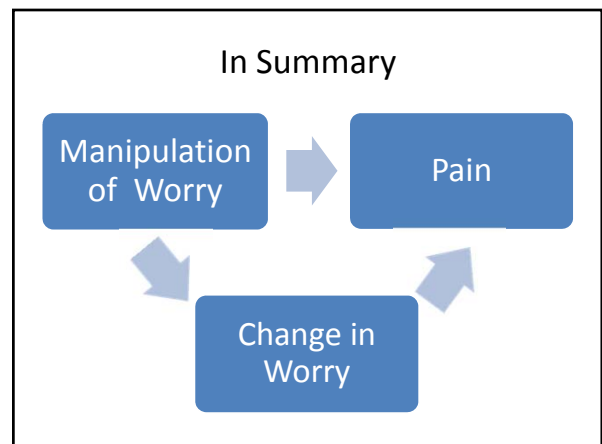 In Summary
Manipulation
of Worry
Pain
Change in
Worry